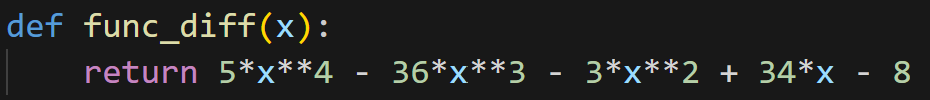 def func_diff(x):
    return 5*x**4 - 36*x**3 - 3*x**2 + 34*x - 8